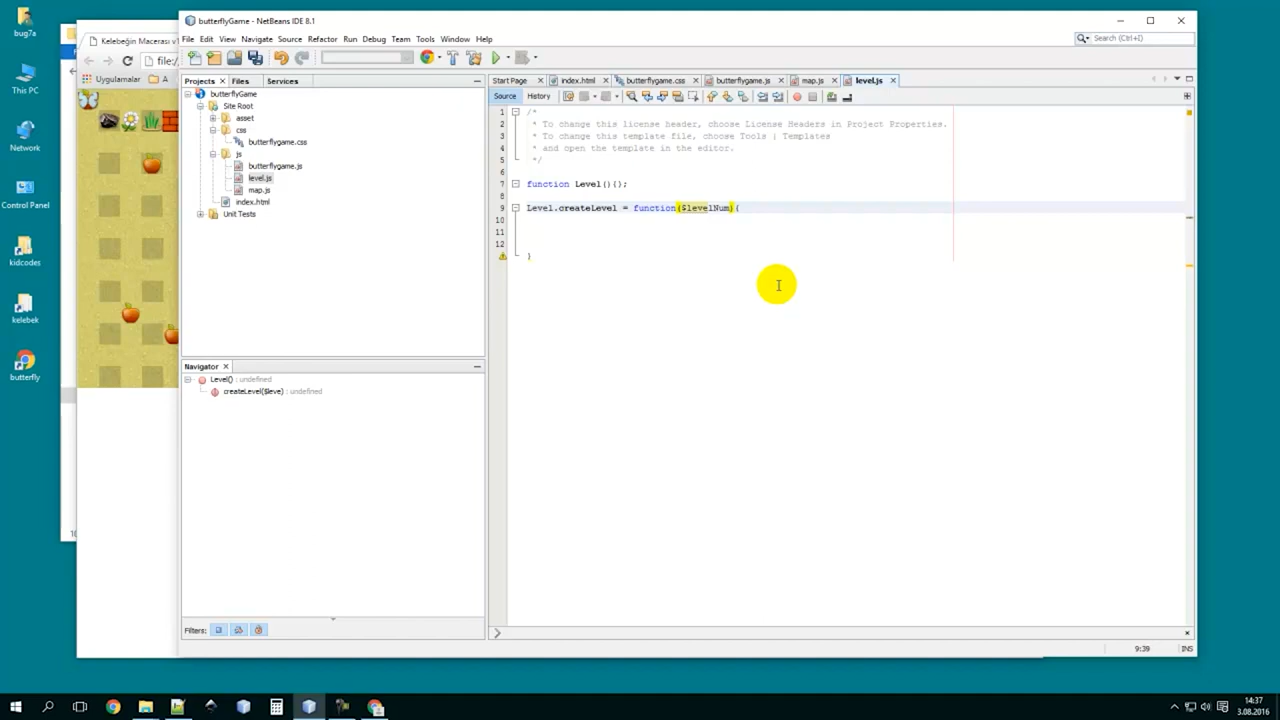 bug7a
This PC
Network
Control Panel
kidcodes
kelebek
butterfly
Kelebeğin Macerası v1
file://
Uygulamalar
A
butterflyGame - NetBeans IDE 8.1
File Edit View Navigate Source Refactor Run Debug Team Tools Window Help
Search (Ctrl+I)
Projects Files Services
butterflyGame
Site Root
asset
css
butterflygame.css
js
butterflygame.js
level.js
map.js
index.html
Unit Tests
Navigator
Level() : undefined
createLevel($leve) : undefined
Filters:
Start Page index.html butterflygame.css butterflygame.js map.js level.js
Source History
1 /*
2 * To change this license header, choose License Headers in Project Properties.
3 * To change this template file, choose Tools | Templates
4 * and open the template in the editor.
5 */
6
7 function Level(){};
8
9 Level.createLevel = function($levelNum){
10
11
12
}
9:39 INS
14:37
3.08.2016